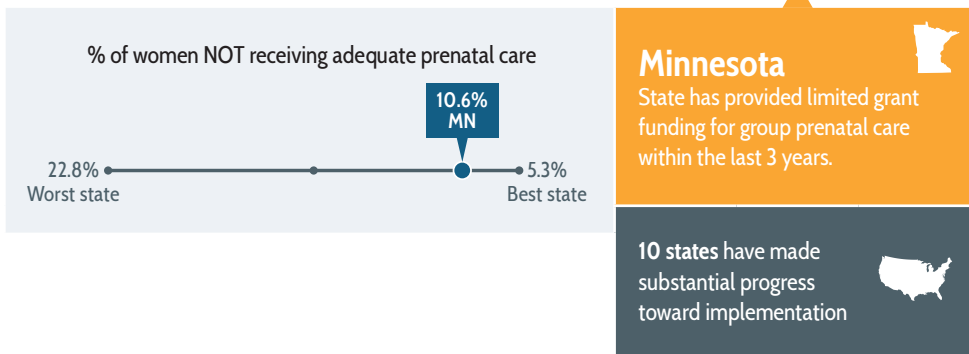 % of women NOT receiving adequate prenatal care
10.6%
MN
22.8%
Worst state
5.3%
Best state
Minnesota
State has provided limited grant
funding for group prenatal care
within the last 3 years.
10 states have made
substantial progress
toward implementation